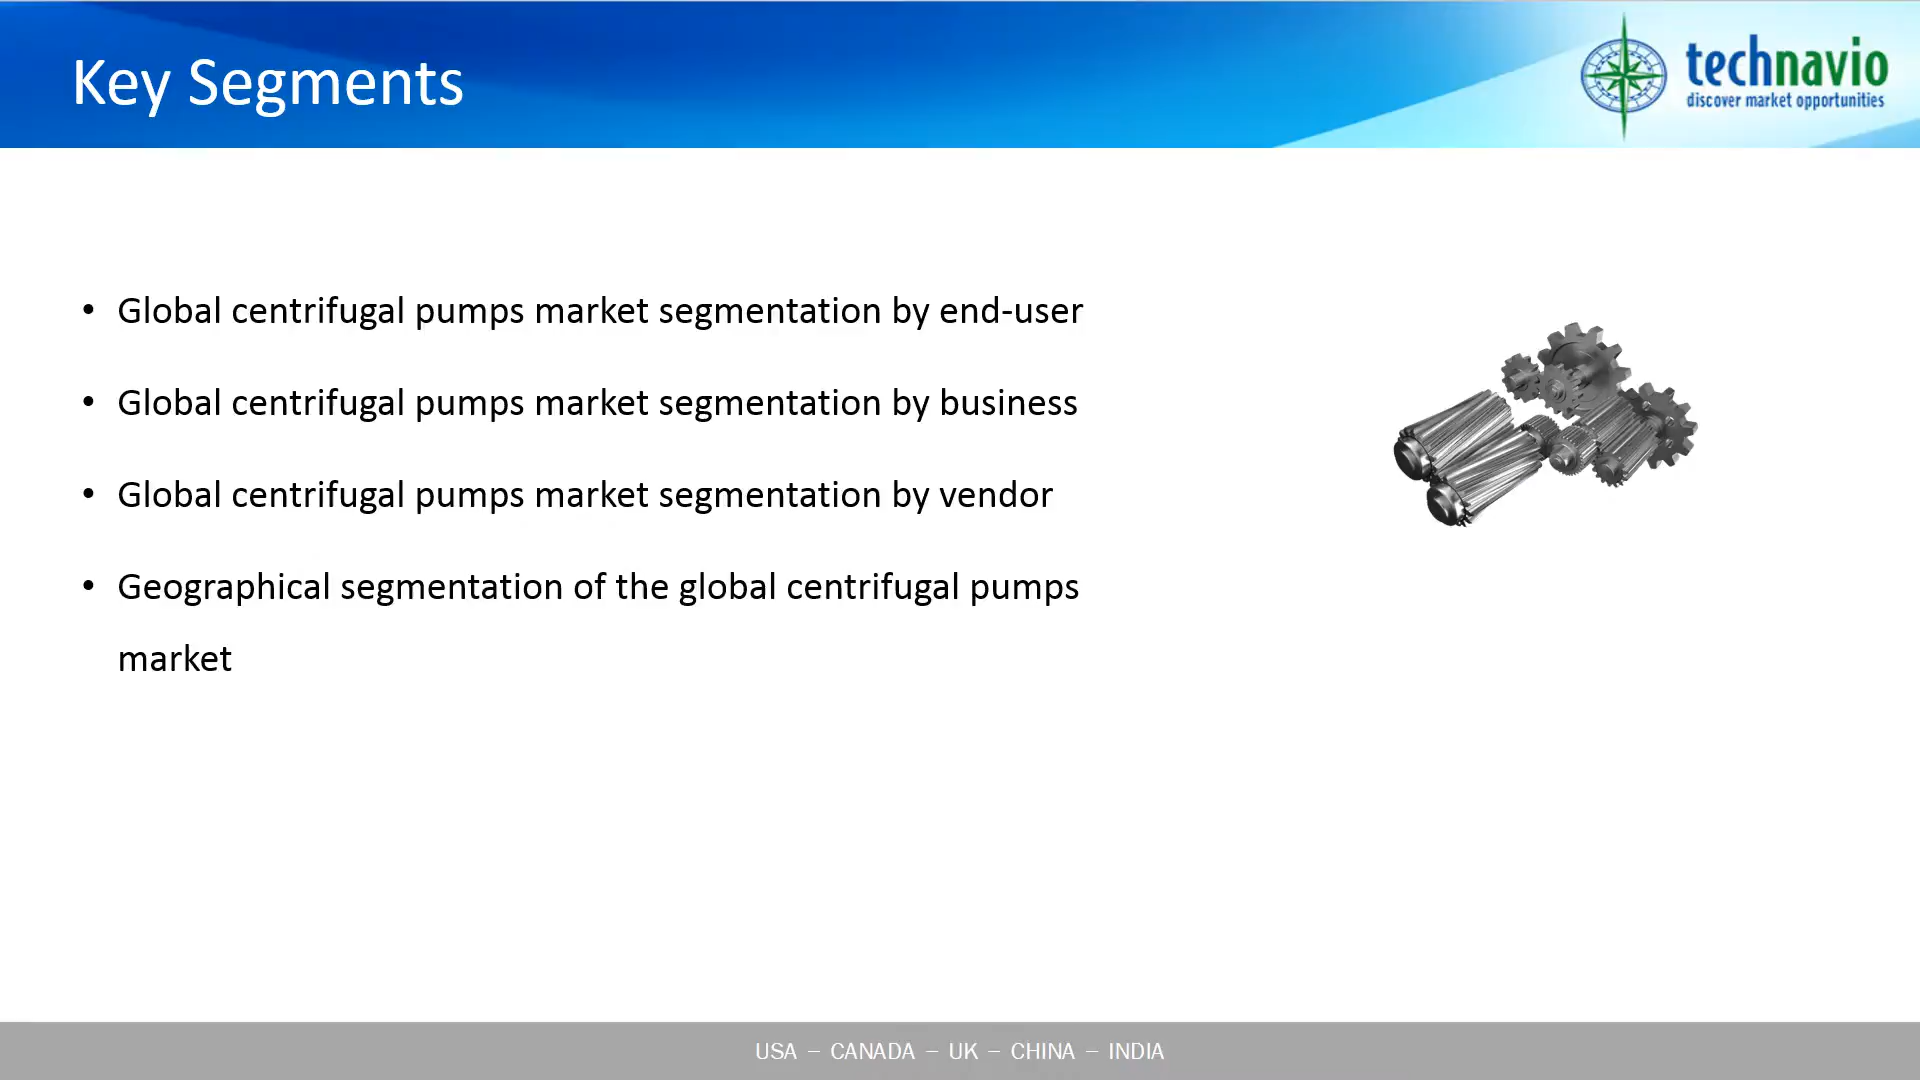 Key Segments
technavio
discover market opportunities
• Global centrifugal pumps market segmentation by end-user
• Global centrifugal pumps market segmentation by business
• Global centrifugal pumps market segmentation by vendor
• Geographical segmentation of the global centrifugal pumps
market
USA – CANADA – UK – CHINA – INDIA